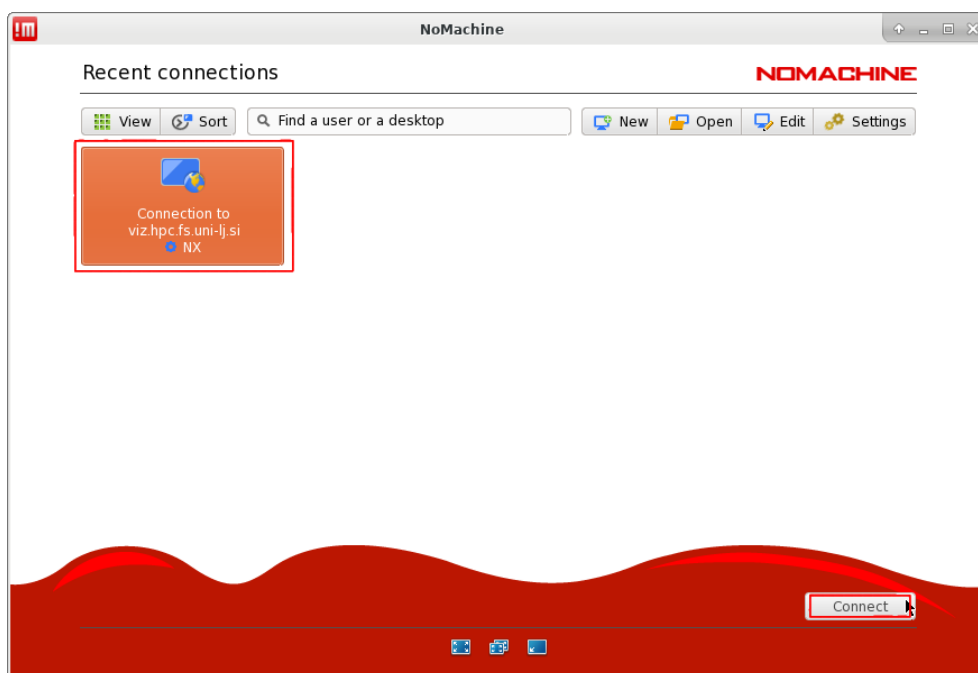 !M
NoMachine
Recent connections
NOMACHINE
View
Sort
Find a user or a desktop
New
Open
Edit
Settings
Connection to
viz.hpc.fs.uni-lj.si
NX
Connect